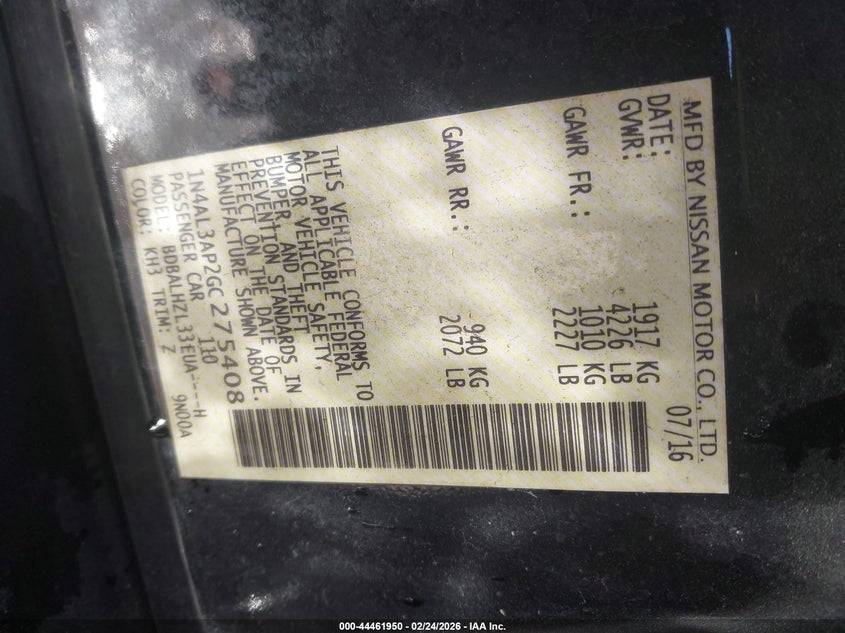 MFD BY NISSAN MOTOR CO., LTD.
DATE: 07/16
GVWR: 1917 KG
4226 LB
GAWR FR.: 1010 KG
2227 LB
GAWR RR.: 940 KG
2072 LB
THIS VEHICLE CONFORMS TO
ALL APPLICABLE FEDERAL
MOTOR VEHICLE SAFETY,
BUMPER, AND THEFT
PREVENTION STANDARDS IN
EFFECT ON THE DATE OF
MANUFACTURE SHOWN ABOVE.
1N4AL3AP2GC275408
PASSENGER CAR 110
MODEL: BDBALHZL33EUA----H
COLOR: KH3 TRIM: Z 9N00A
000-44461950 - 02/24/2026 - IAA Inc.